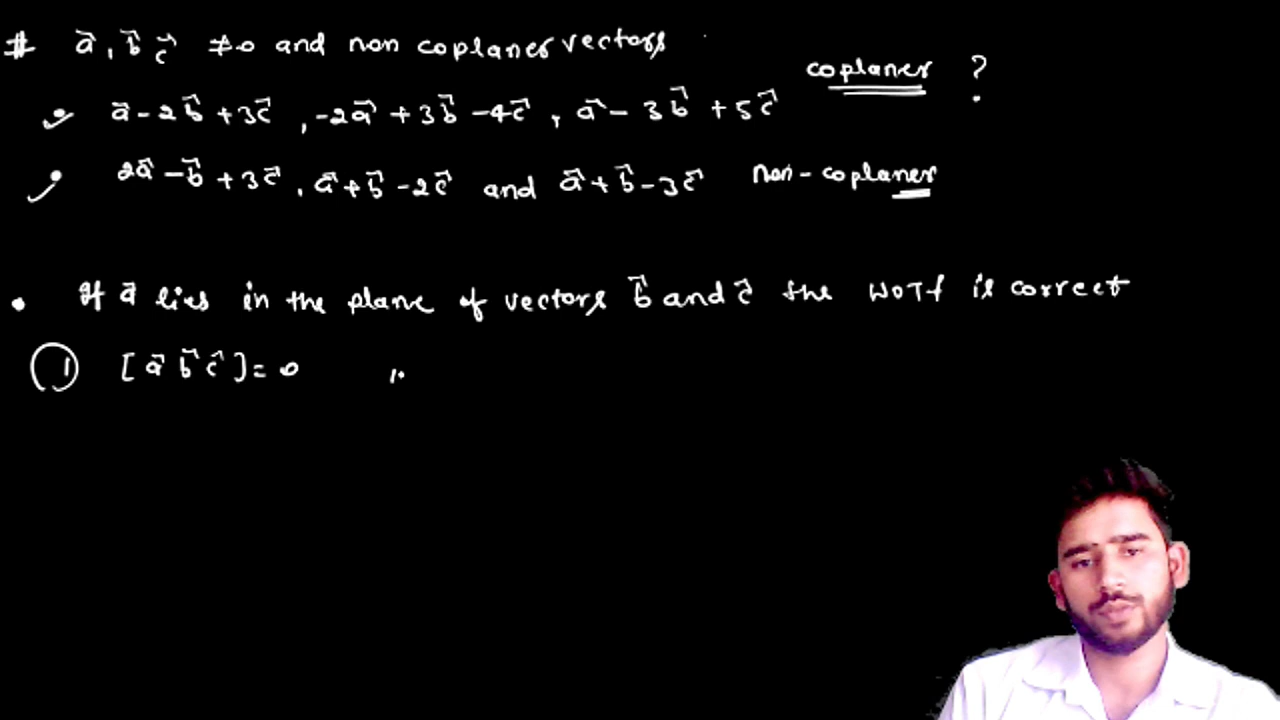 # a⃗, b⃗ c⃗ ≠0 and non coplaner vectors
coplaner ?
a⃗ - 2b⃗ + 3c⃗ , -2a⃗ + 3b⃗ - 4c⃗ , a⃗ - 3b⃗ + 5c⃗
2a⃗ - b⃗ + 3c⃗ , a⃗ + b⃗ - 2c⃗ and a⃗ + b⃗ - 3c⃗ non-coplaner
• If a⃗ lies in the plane of vectors b⃗ and c⃗ the WOTF is correct
① [a⃗ b⃗ c⃗] = 0